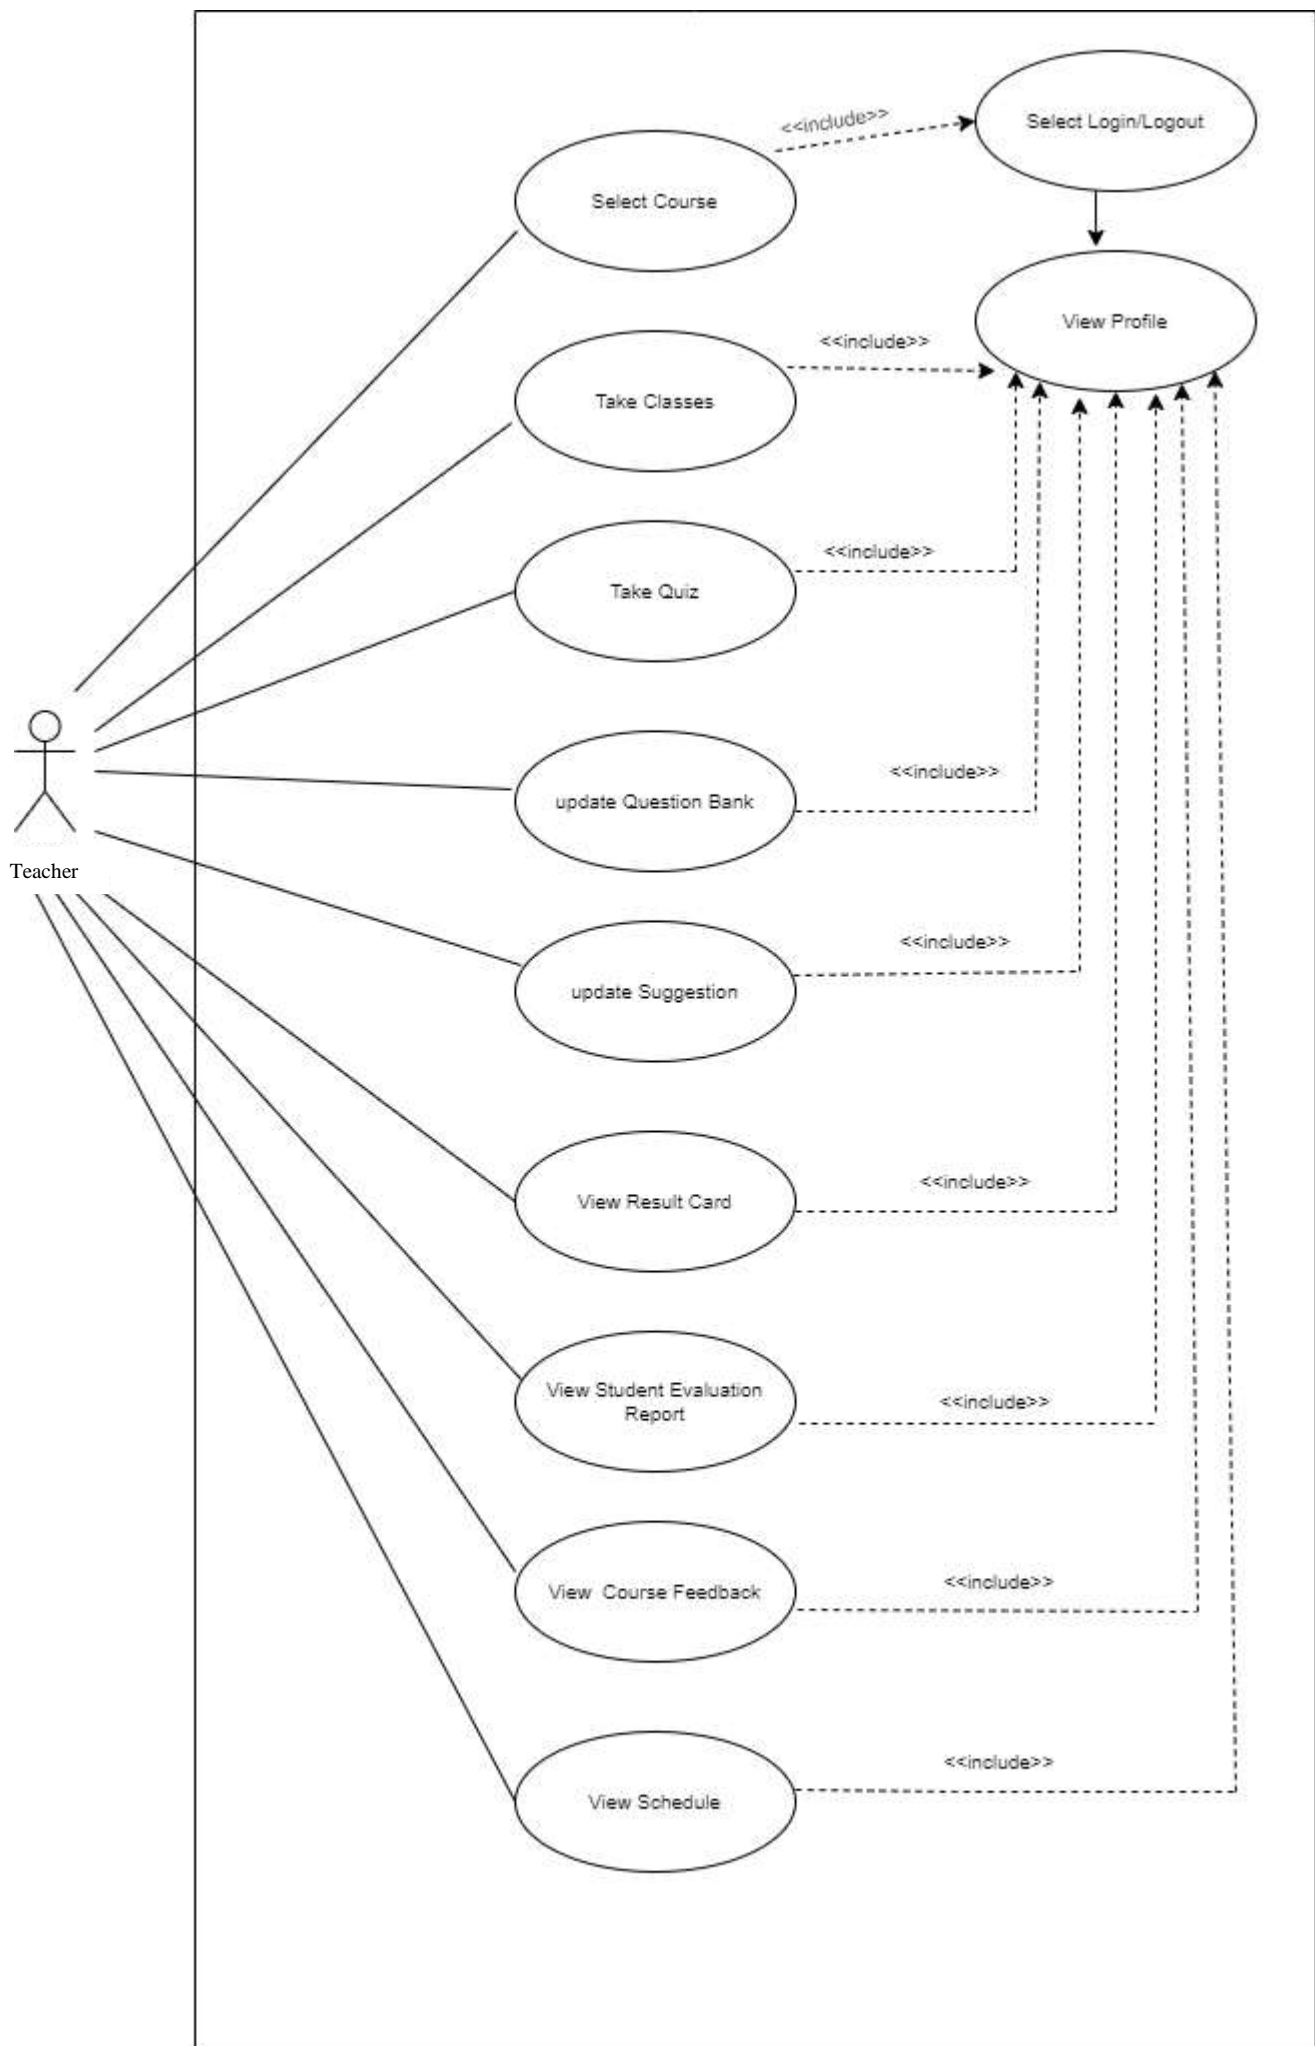 <<include>>
Select Login/Logout
Select Course
View Profile
<<include>>
Take Classes
<<include>>
Take Quiz
<<include>>
update Question Bank
Teacher
<<include>>
update Suggestion
<<include>>
View Result Card
View Student Evaluation
Report
<<include>>
View  Course Feedback
<<include>>
<<include>>
View Schedule